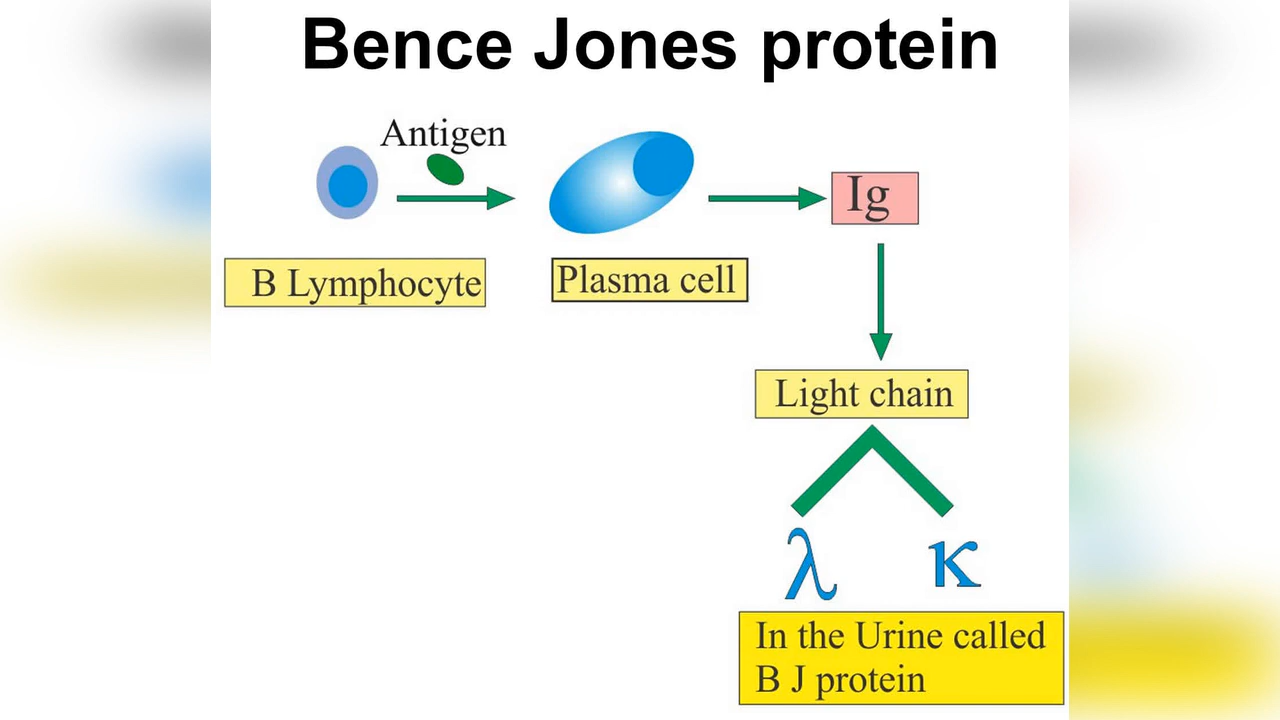 Bence Jones protein
Antigen
Ig
B Lymphocyte
Plasma cell
Light chain
λ
κ
In the Urine called
B J protein